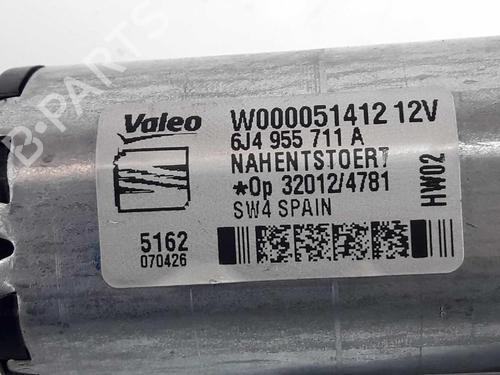 Valeo
W000051412 12V
6J4 955 711 A
NAHENTSTOERT
*Op 32012/4781
SW4 SPAIN
HW02
5162
070426
B-PARTS